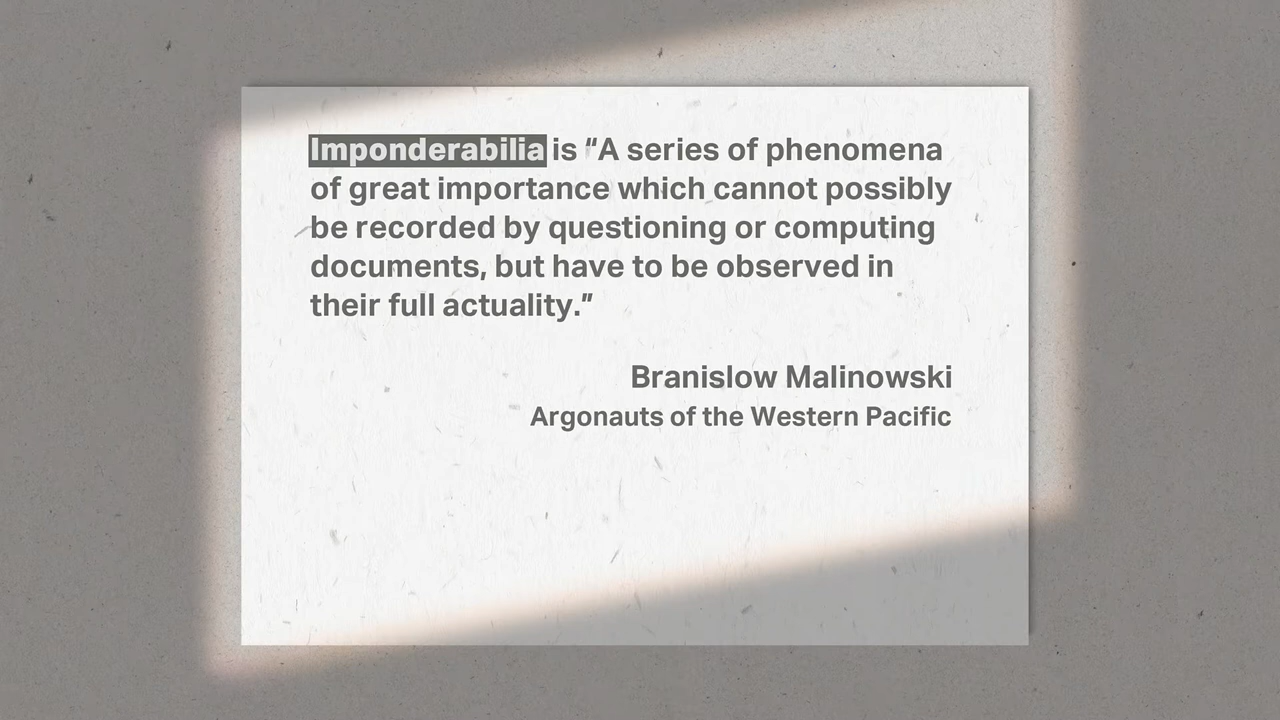 Imponderabilia is “A series of phenomena
of great importance which cannot possibly
be recorded by questioning or computing
documents, but have to be observed in
their full actuality.”
Branislow Malinowski
Argonauts of the Western Pacific